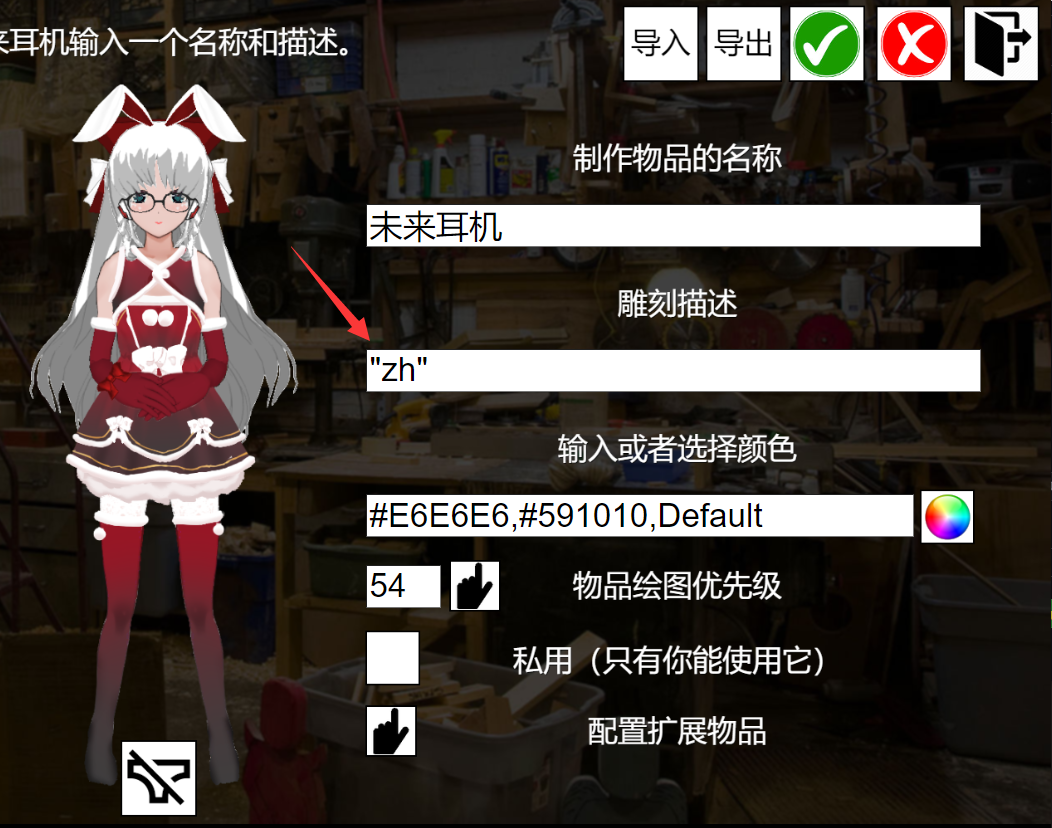 来耳机输入一个名称和描述。
导入
导出
制作物品的名称
未来耳机
雕刻描述
"zh"
输入或者选择颜色
#E6E6E6,#591010,Default
54
物品绘图优先级
私用（只有你能使用它）
配置扩展物品